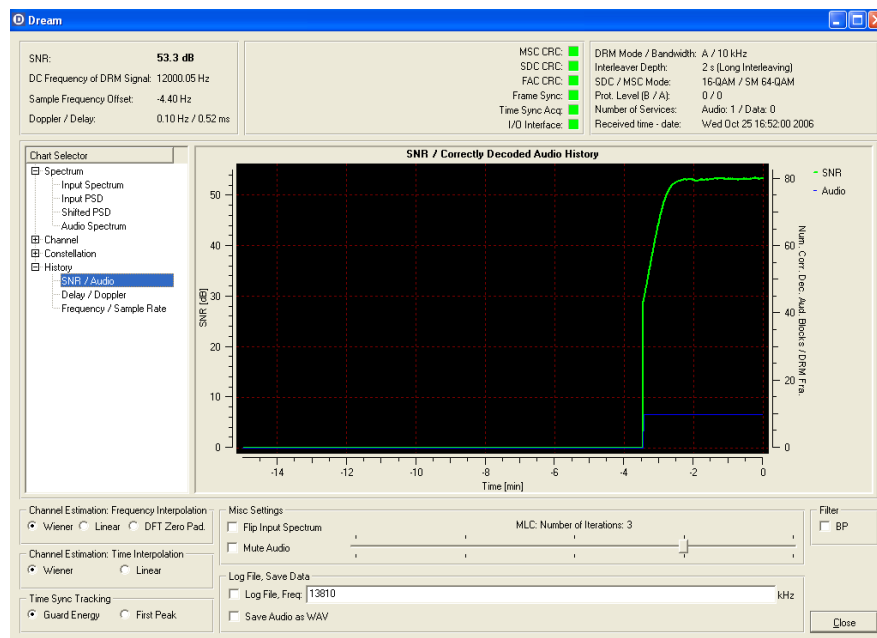 Dream
SNR: 53.3 dB
DC Frequency of DRM Signal: 12000.05 Hz
Sample Frequency Offset: -4.40 Hz
Doppler / Delay: 0.10 Hz / 0.52 ms
MSC CRC:
SDC CRC:
FAC CRC:
Frame Sync:
Time Sync Acq:
I/O Interface:
DRM Mode / Bandwidth: A / 10 kHz
Interleaver Depth: 2 s (Long Interleaving)
SDC / MSC Mode: 16-QAM / SM 64-QAM
Prot. Level (B / A): 0 / 0
Number of Services: Audio: 1 / Data: 0
Received time - date: Wed Oct 25 16:52:00 2006
Chart Selector
Spectrum
Input Spectrum
Input PSD
Shifted PSD
Audio Spectrum
Channel
Constellation
History
SNR / Audio
Delay / Doppler
Frequency / Sample Rate
SNR / Correctly Decoded Audio History
SNR
Audio
50
40
30
20
10
0
SNR [dB]
80
60
40
20
0
Num. Corr. Dec. Aud. Blocks / DRM Fra.
-14 -12 -10 -8 -6 -4 -2 0
Time [min]
Channel Estimation: Frequency Interpolation
Wiener Linear DFT Zero Pad.
Channel Estimation: Time Interpolation
Wiener Linear
Time Sync Tracking
Guard Energy First Peak
Misc Settings
Flip Input Spectrum
Mute Audio
MLC: Number of Iterations: 3
Log File, Save Data
Log File, Freq: 13810 kHz
Save Audio as WAV
Filter
BP
Close